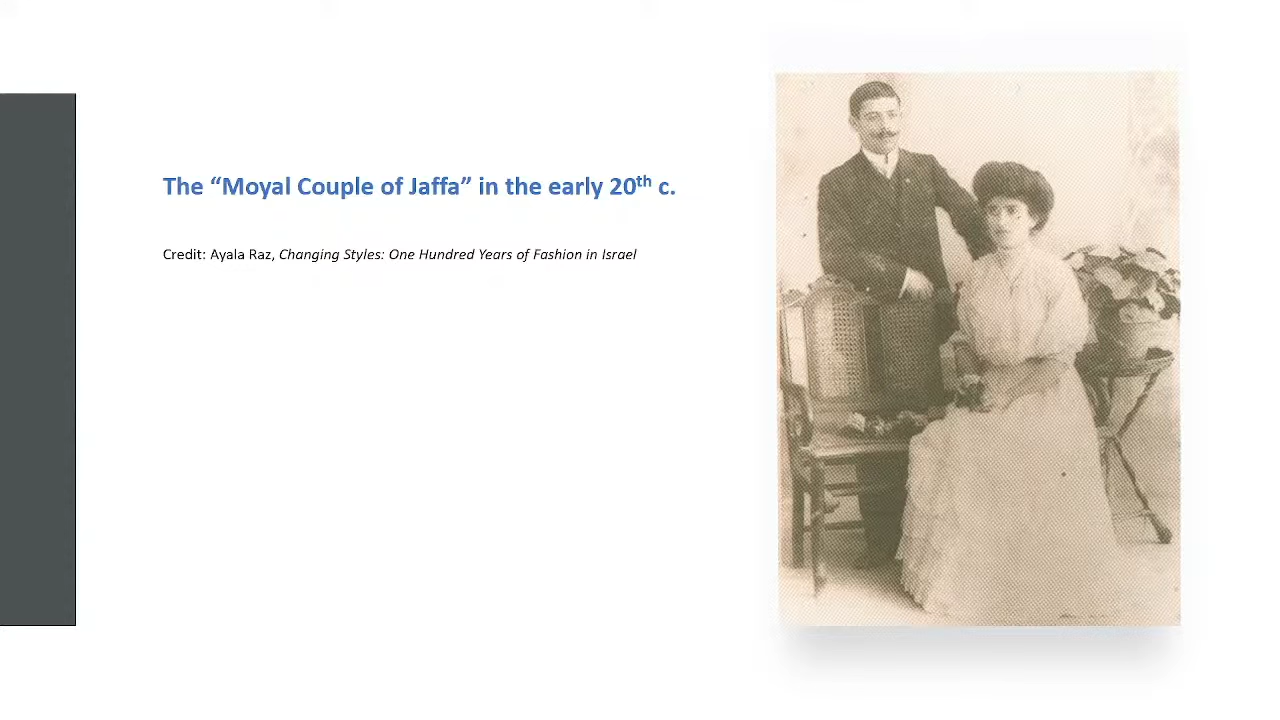 The “Moyal Couple of Jaffa” in the early 20th c.
Credit: Ayala Raz, Changing Styles: One Hundred Years of Fashion in Israel